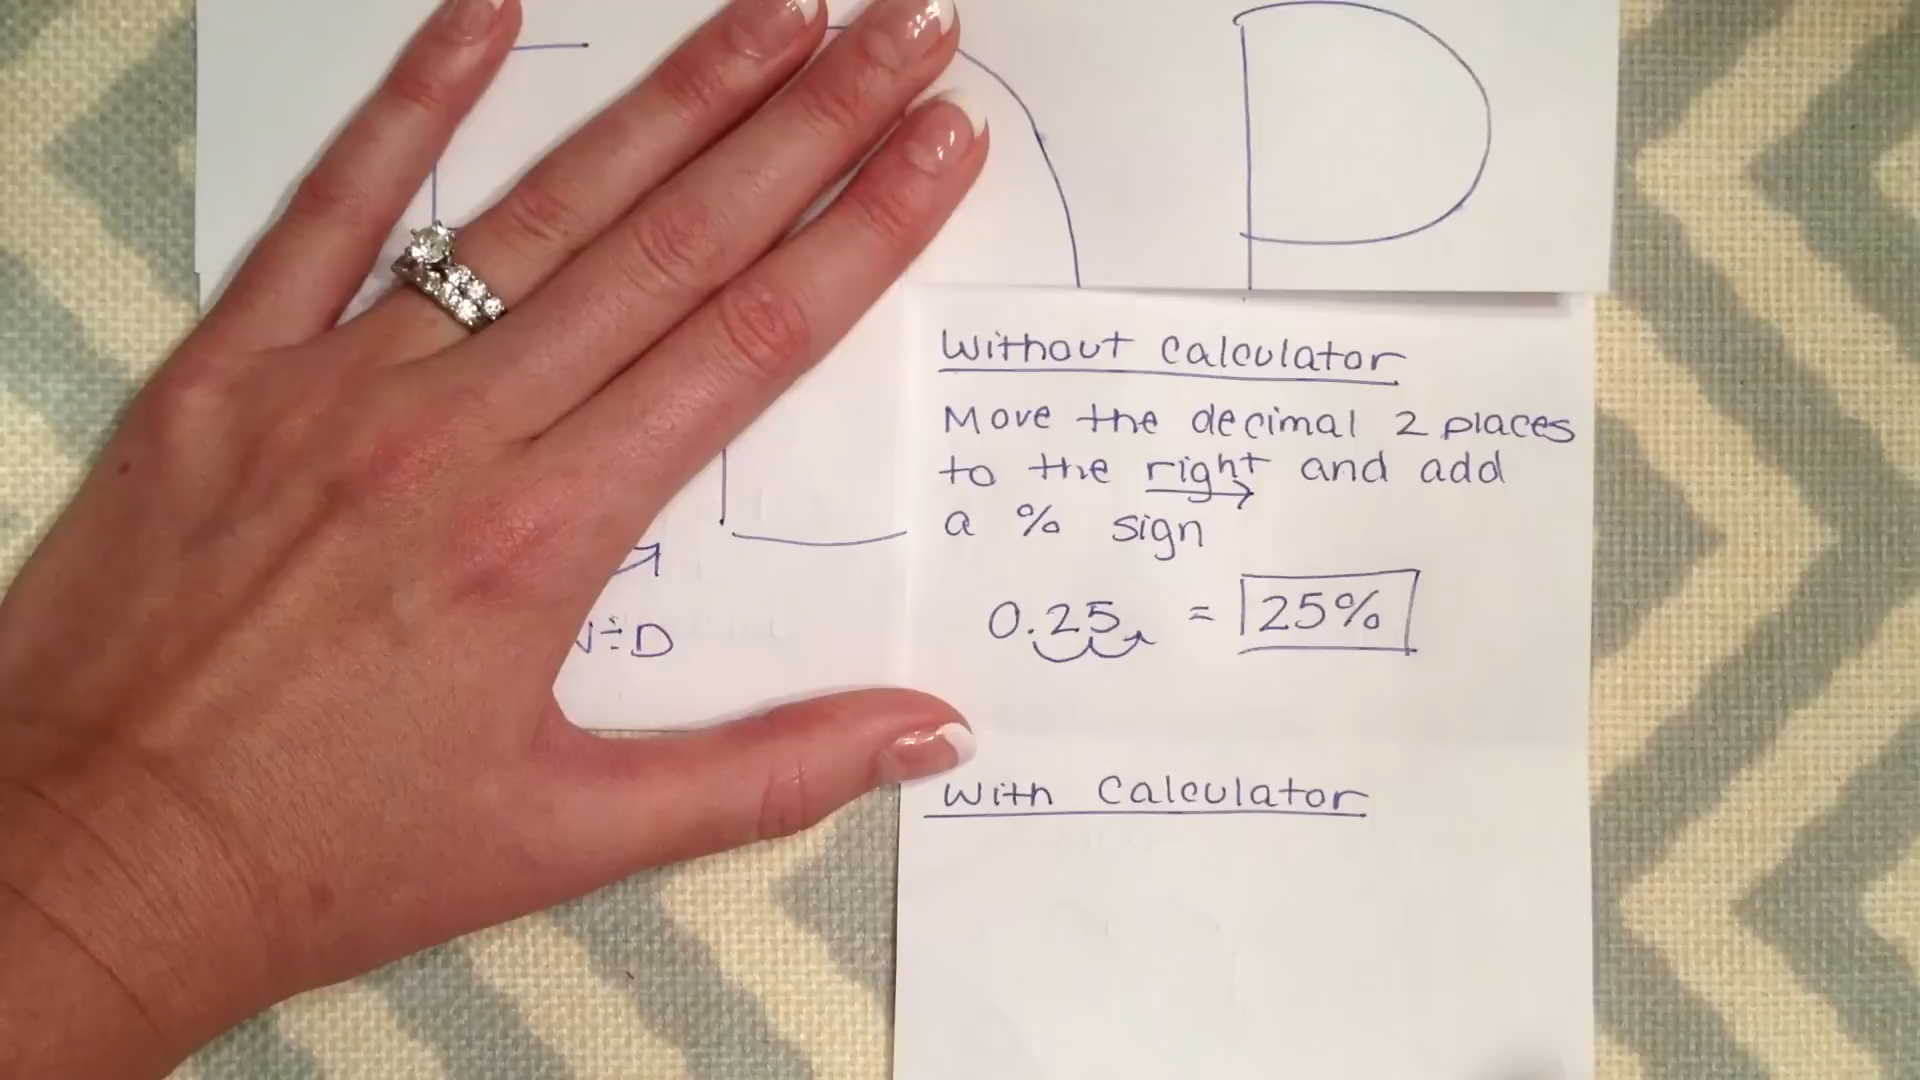 D
Without Calculator
Move the decimal 2 places
to the right and add
a % sign
÷D
0.25 = 25%
With Calculator